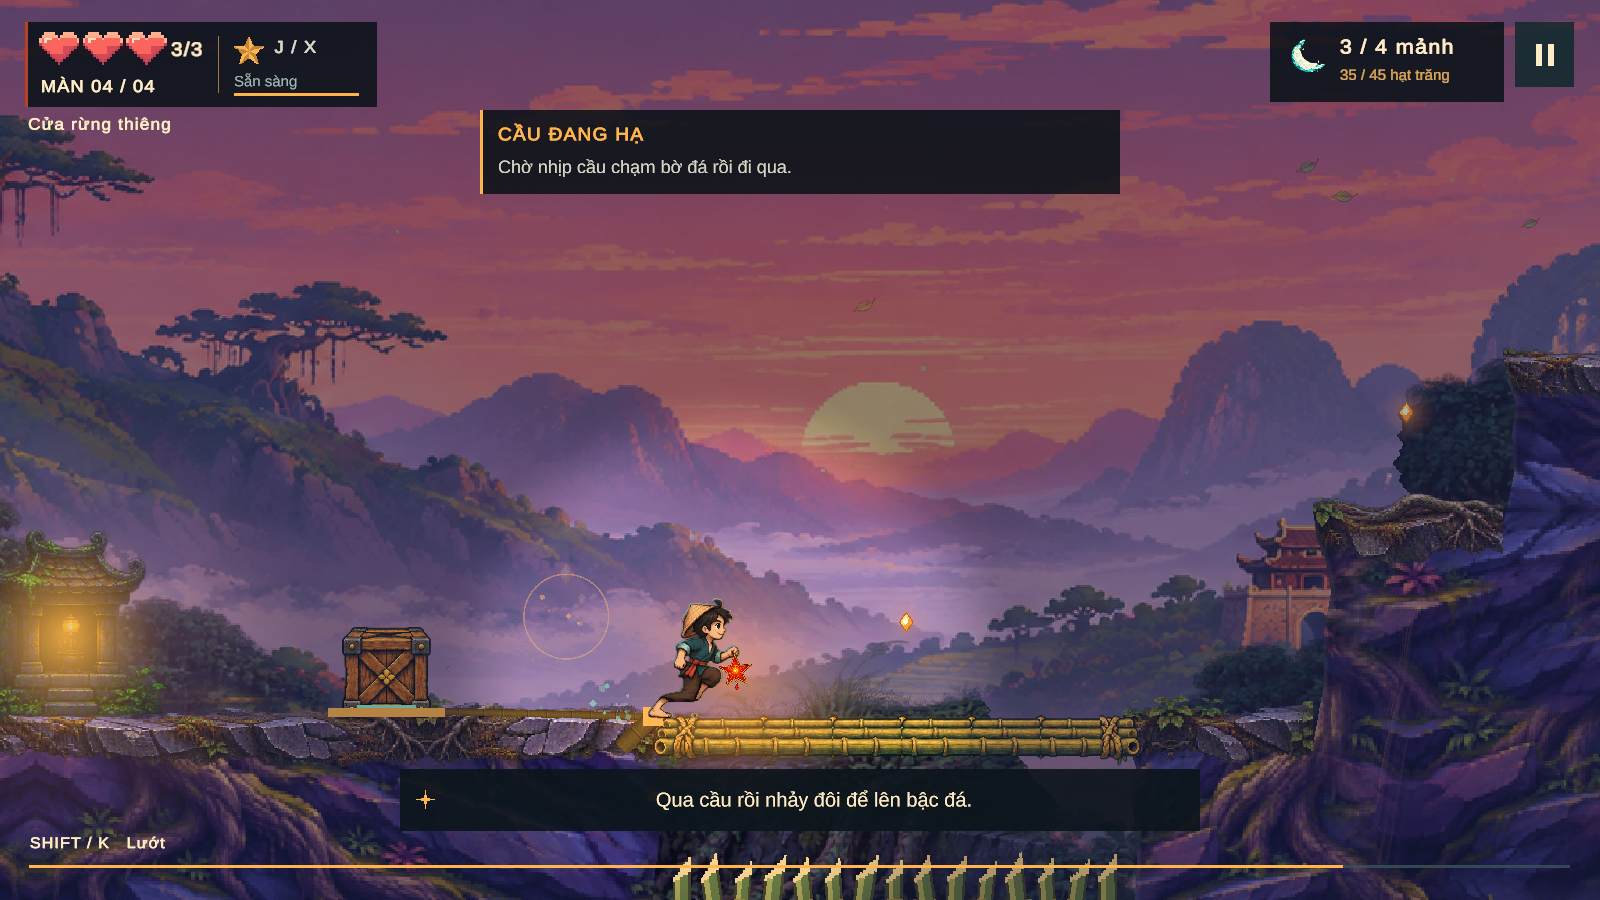 3/3
J / X
Sẵn sàng
MÀN 04 / 04
Cửa rừng thiêng
CẦU ĐANG HẠ
Chờ nhịp cầu chạm bờ đá rồi đi qua.
3 / 4 mảnh
35 / 45 hạt trăng
Qua cầu rồi nhảy đôi để lên bậc đá.
SHIFT / K Lướt